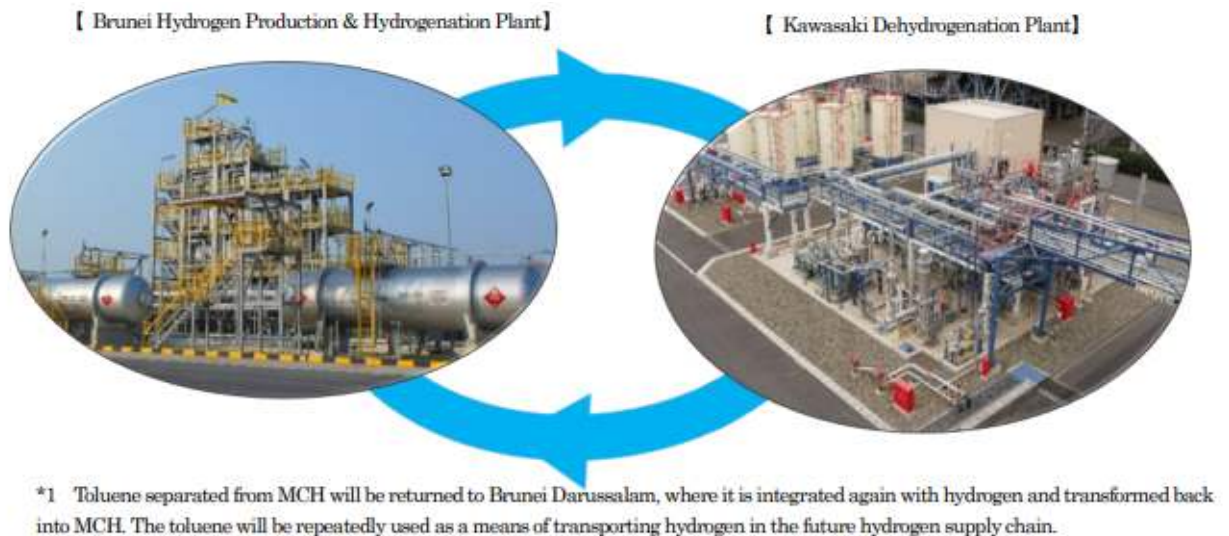 【 Brunei Hydrogen Production & Hydrogenation Plant】
【 Kawasaki Dehydrogenation Plant】
*1 Toluene separated from MCH will be returned to Brunei Darussalam, where it is integrated again with hydrogen and transformed back
into MCH. The toluene will be repeatedly used as a means of transporting hydrogen in the future hydrogen supply chain.